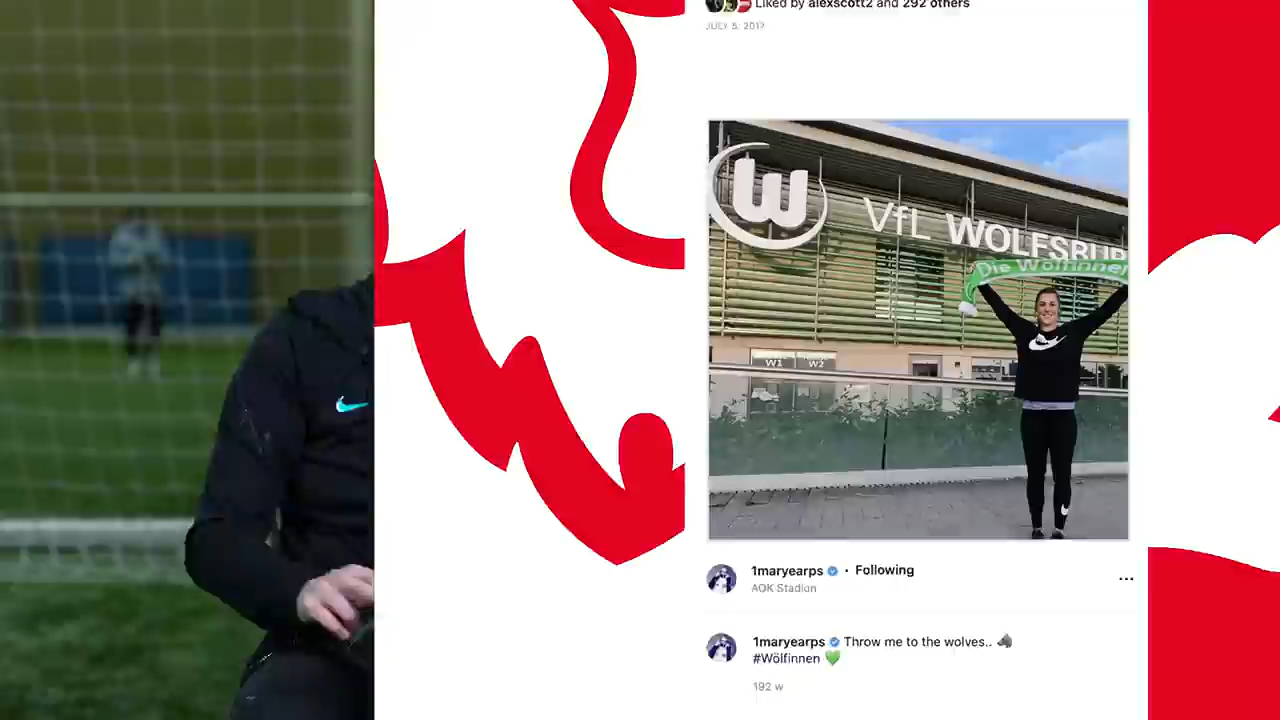 Liked by alexscott2 and 292 others
JULY 5, 2017
W
VfL WOLFSBUR
Die Wölfinnen
W1 W2
1maryearps • Following
AOK Stadion
...
1maryearps Throw me to the wolves.. 🐺
#Wölfinnen 💚
192 w